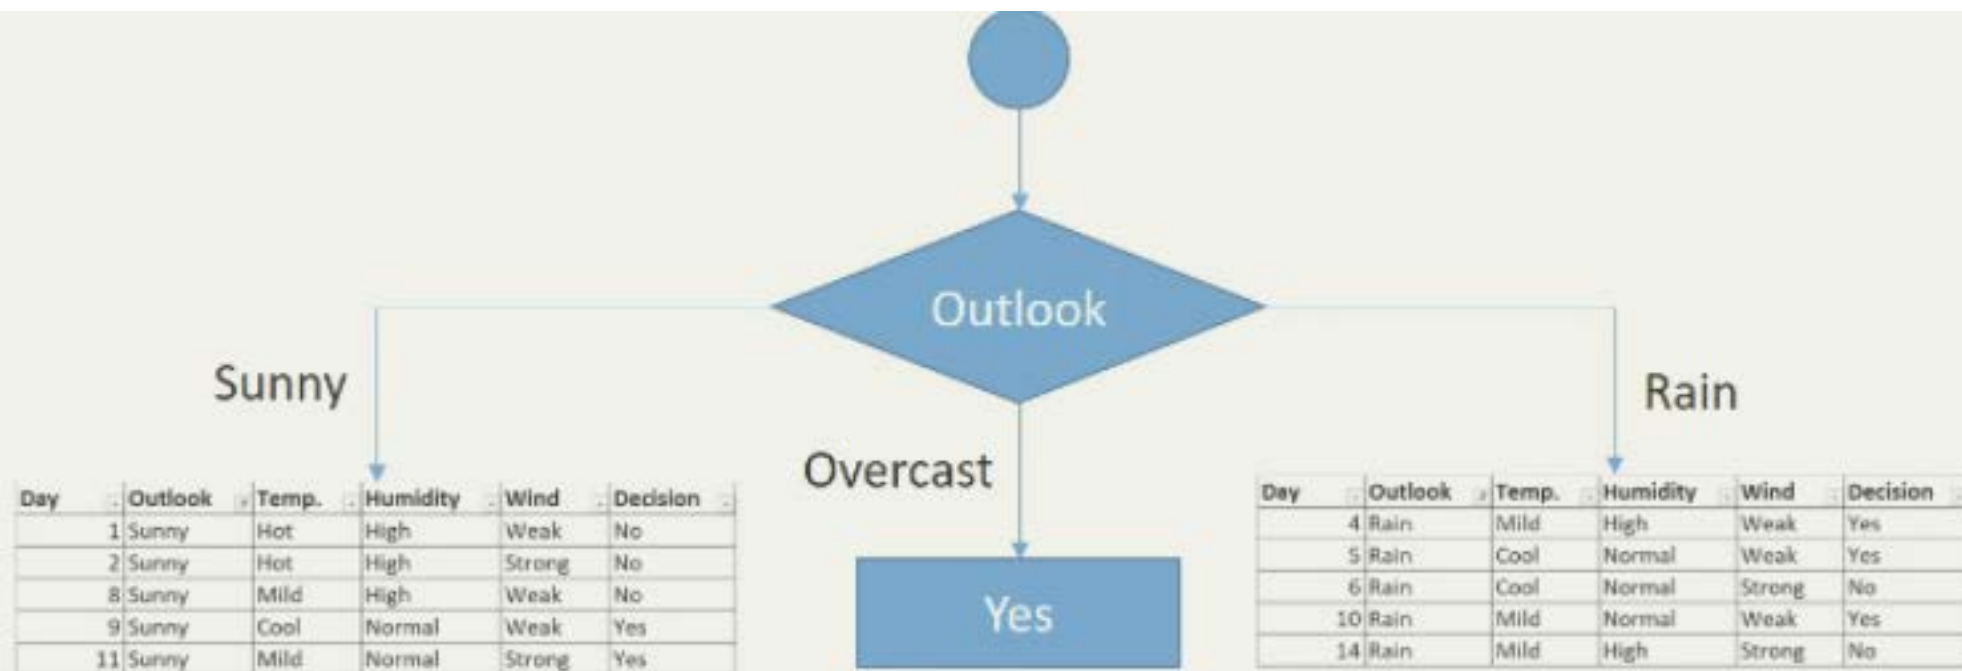 Outlook
Sunny
Rain
Overcast
Yes
Day Outlook Temp. Humidity Wind Decision
1 Sunny Hot High Weak No
2 Sunny Hot High Strong No
8 Sunny Mild High Weak No
9 Sunny Cool Normal Weak Yes
11 Sunny Mild Normal Strong Yes
Day Outlook Temp. Humidity Wind Decision
4 Rain Mild High Weak Yes
5 Rain Cool Normal Weak Yes
6 Rain Cool Normal Strong No
10 Rain Mild Normal Weak Yes
14 Rain Mild High Strong No